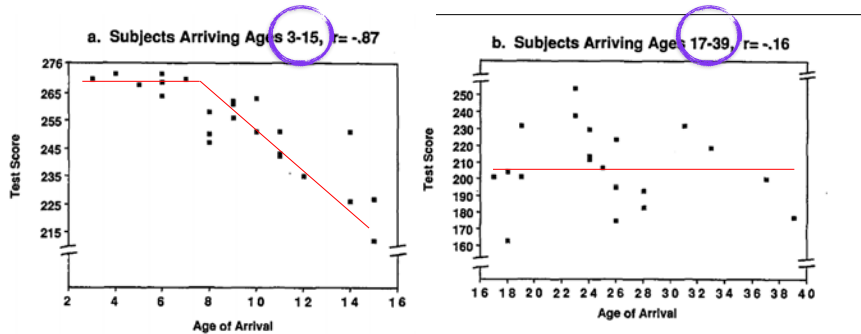 a. Subjects Arriving Ages 3-15, r= -.87
276
265
255
245
235
225
215
Test Score
2 4 6 8 10 12 14 16
Age of Arrival
b. Subjects Arriving Ages 17-39, r= -.16
250
240
230
220
210
200
190
180
170
160
Test Score
16 18 20 22 24 26 28 30 32 34 36 38 40
Age of Arrival